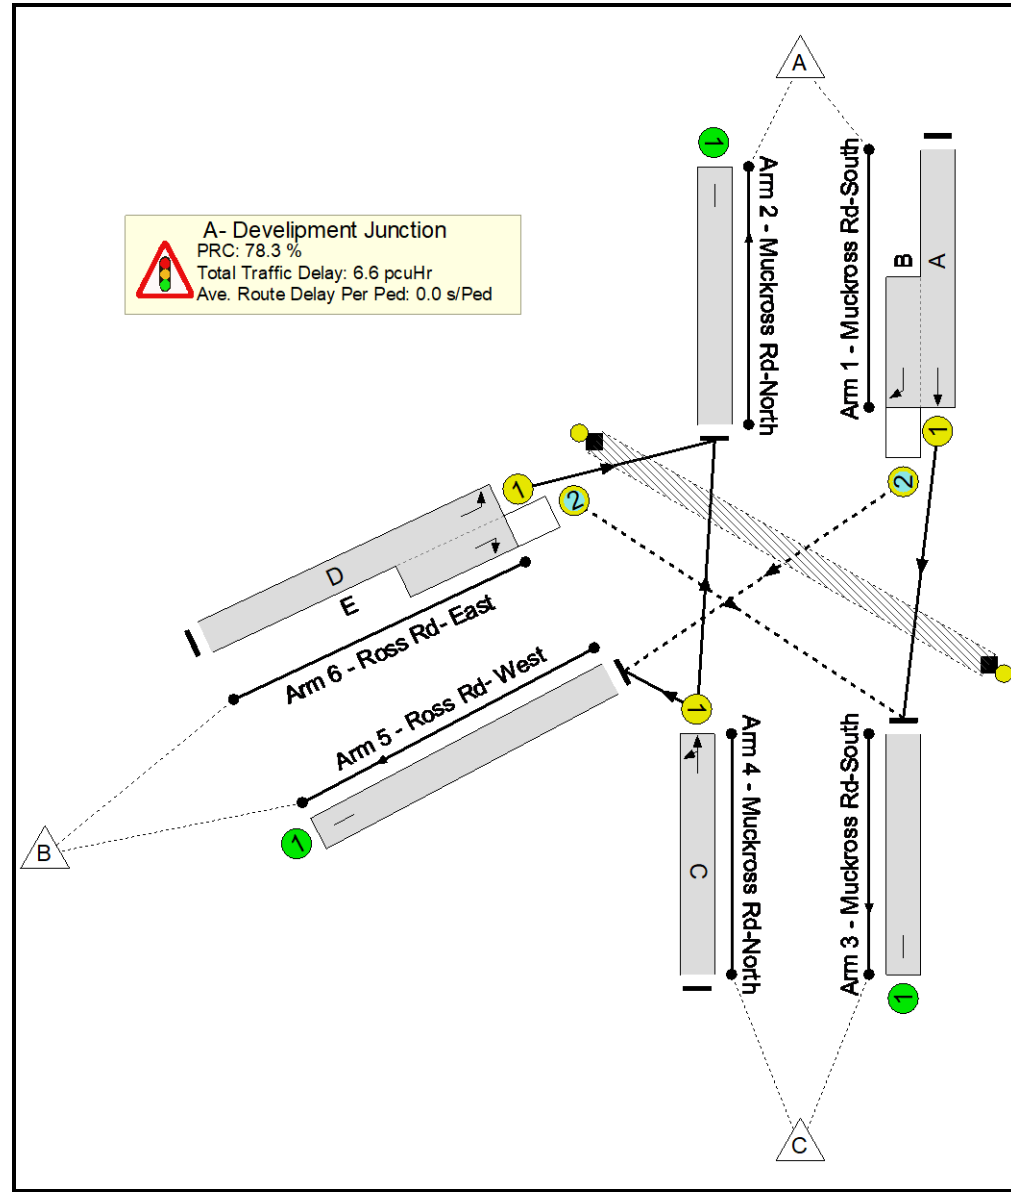 A
1
Arm 2 - Muckross Rd-North
Arm 1 - Muckross Rd-South
B
A
A- Develipment Junction
PRC: 78.3 %
Total Traffic Delay: 6.6 pcuHr
Ave. Route Delay Per Ped: 0.0 s/Ped
1
2
1
2
D
E
Arm 6 - Ross Rd- East
Arm 5 - Ross Rd- West
1
1
B
C
Arm 4 - Muckross Rd-North
Arm 3 - Muckross Rd-South
1
C